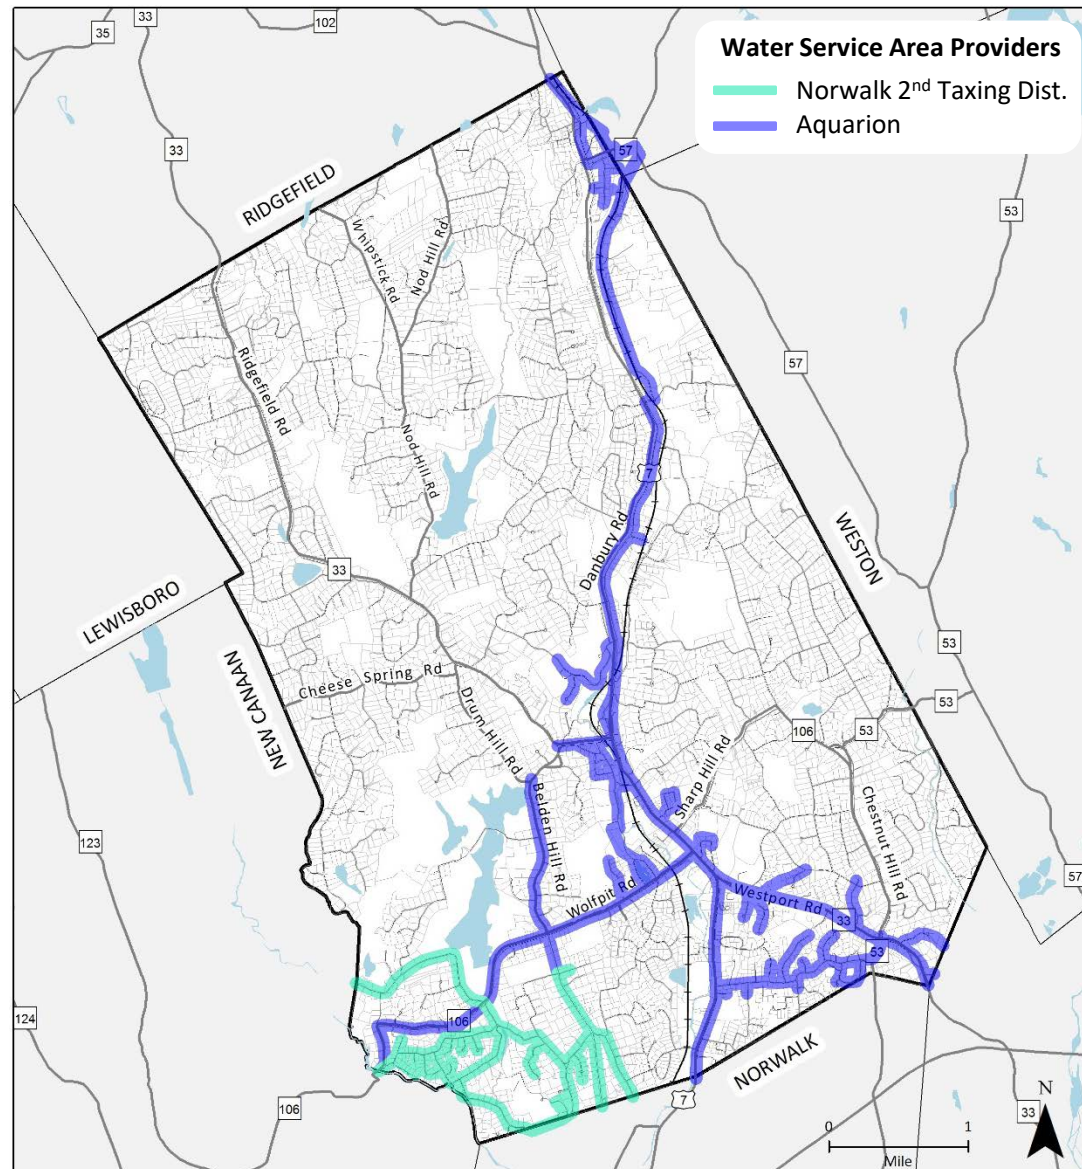 Water Service Area Providers
Norwalk 2nd Taxing Dist.
Aquarion
33
102
35
33
57
53
RIDGEFIELD
Whipstick Rd
Nod Hill Rd
57
Ridgefield Rd
Nod Hill Rd
7
Danbury Rd
WESTON
33
LEWISBORO
NEW CANAAN
Cheese Spring Rd
Drum Hill Rd
53
53
106
53
Sharp Hill Rd
Belden Hill Rd
Chestnut Hill Rd
123
57
Wolfpit Rd
Westport Rd
33
53
124
106
NORWALK
7
106
33
N
0 1
Mile